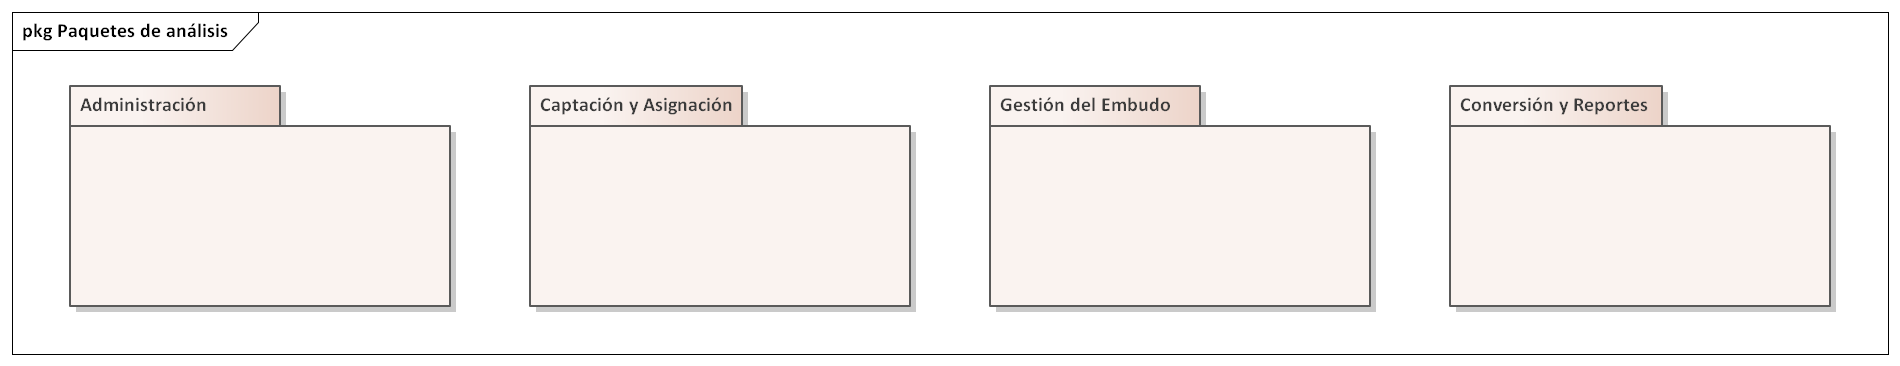 pkg Paquetes de análisis
Administración
Captación y Asignación
Gestión del Embudo
Conversión y Reportes